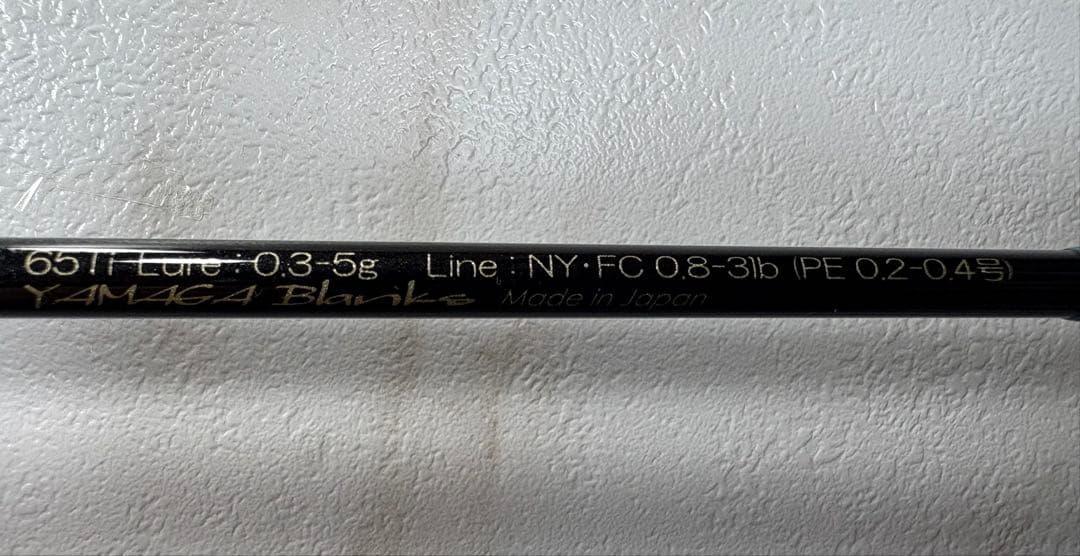 65Ti Lure : 0.3-5g Line : NY・FC 0.8-3lb (PE 0.2-0.4号)
YAMAGA Blanks Made in Japan